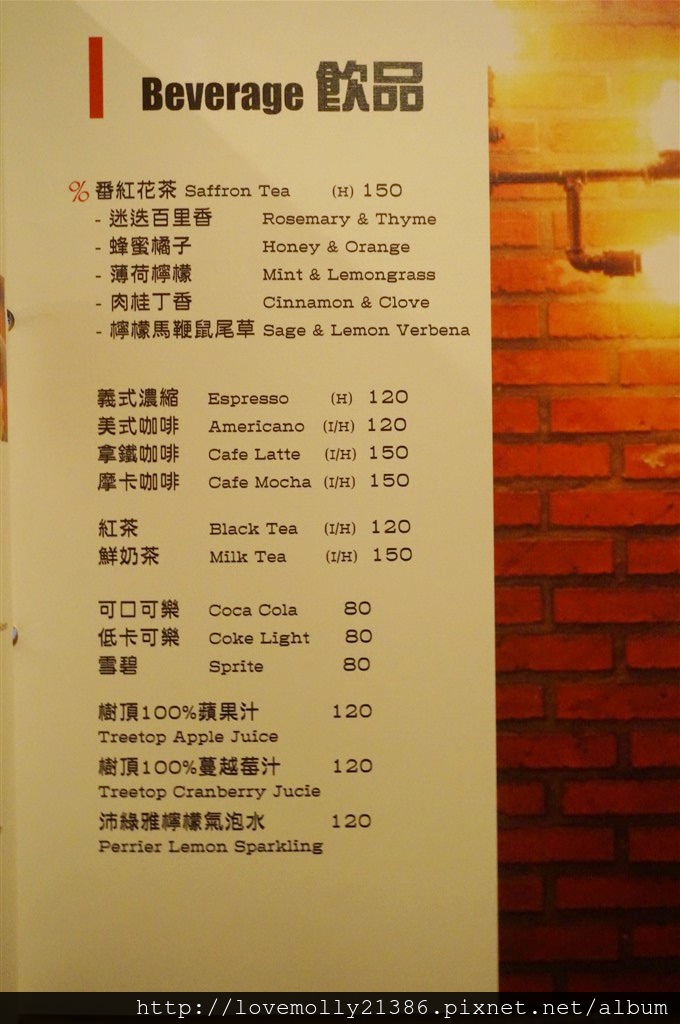 Beverage 飲品
% 番紅花茶 Saffron Tea (H) 150
- 迷迭百里香 Rosemary & Thyme
- 蜂蜜橘子 Honey & Orange
- 薄荷檸檬 Mint & Lemongrass
- 肉桂丁香 Cinnamon & Clove
- 檸檬馬鞭鼠尾草 Sage & Lemon Verbena
義式濃縮 Espresso (H) 120
美式咖啡 Americano (I/H) 120
拿鐵咖啡 Cafe Latte (I/H) 150
摩卡咖啡 Cafe Mocha (I/H) 150
紅茶 Black Tea (I/H) 120
鮮奶茶 Milk Tea (I/H) 150
可口可樂 Coca Cola 80
低卡可樂 Coke Light 80
雪碧 Sprite 80
樹頂100%蘋果汁 120
Treetop Apple Juice
樹頂100%蔓越莓汁 120
Treetop Cranberry Jucie
沛綠雅檸檬氣泡水 120
Perrier Lemon Sparkling
http://lovemolly21386.pixnet.net/album